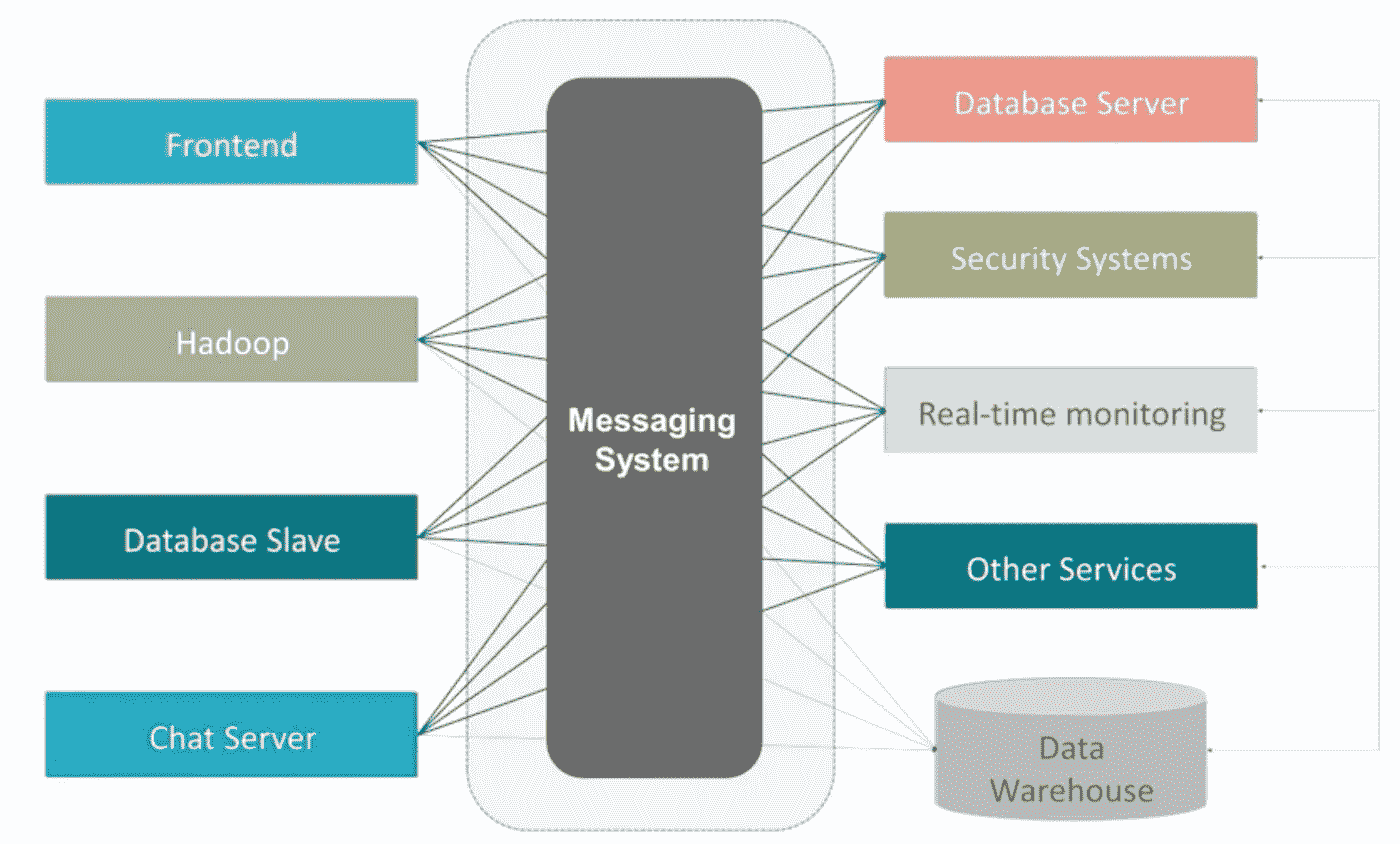 Frontend
Hadoop
Database Slave
Chat Server
Messaging
System
Database Server
Security Systems
Real-time monitoring
Other Services
Data
Warehouse